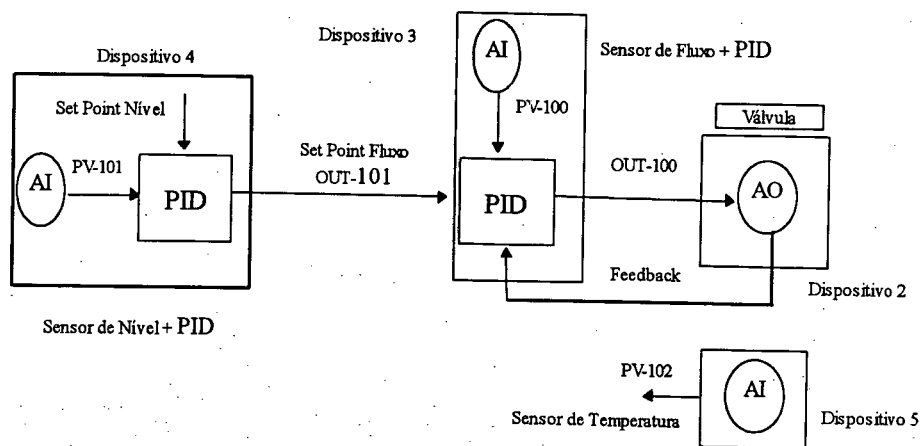 Dispositivo 4
Set Point Nível
AI
PV-101
PID
Sensor de Nível + PID
Set Point Fluxo
OUT-101
Dispositivo 3
AI
Sensor de Fluxo + PID
PV-100
PID
OUT-100
Válvula
AO
Feedback
Dispositivo 2
PV-102
AI
Sensor de Temperatura
Dispositivo 5